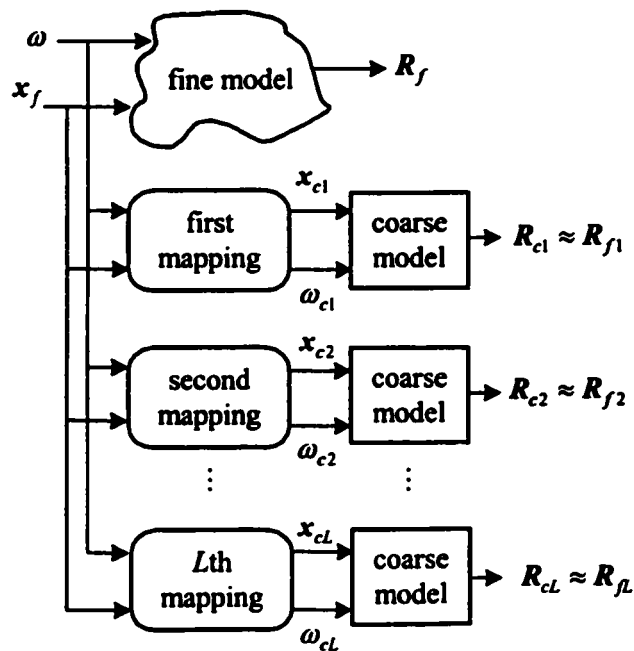 ω
x_f
fine model
R_f
first
mapping
x_c1
ω_c1
coarse
model
R_c1 ≈ R_f1
second
mapping
x_c2
ω_c2
coarse
model
R_c2 ≈ R_f2
⋮ ⋮
Lth
mapping
x_cL
ω_cL
coarse
model
R_cL ≈ R_fL